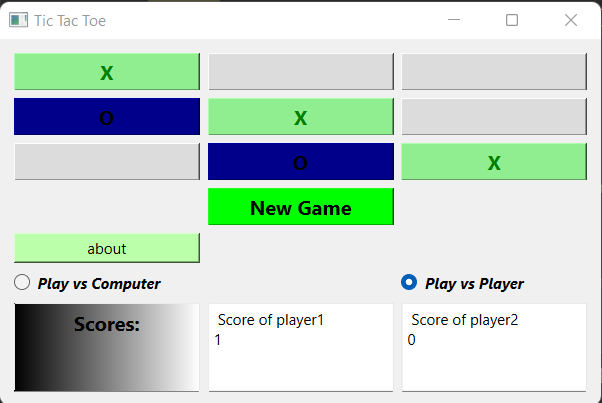 Tic Tac Toe
X
O X
O X
New Game
about
Play vs Computer Play vs Player
Scores: Score of player1 Score of player2
1 0